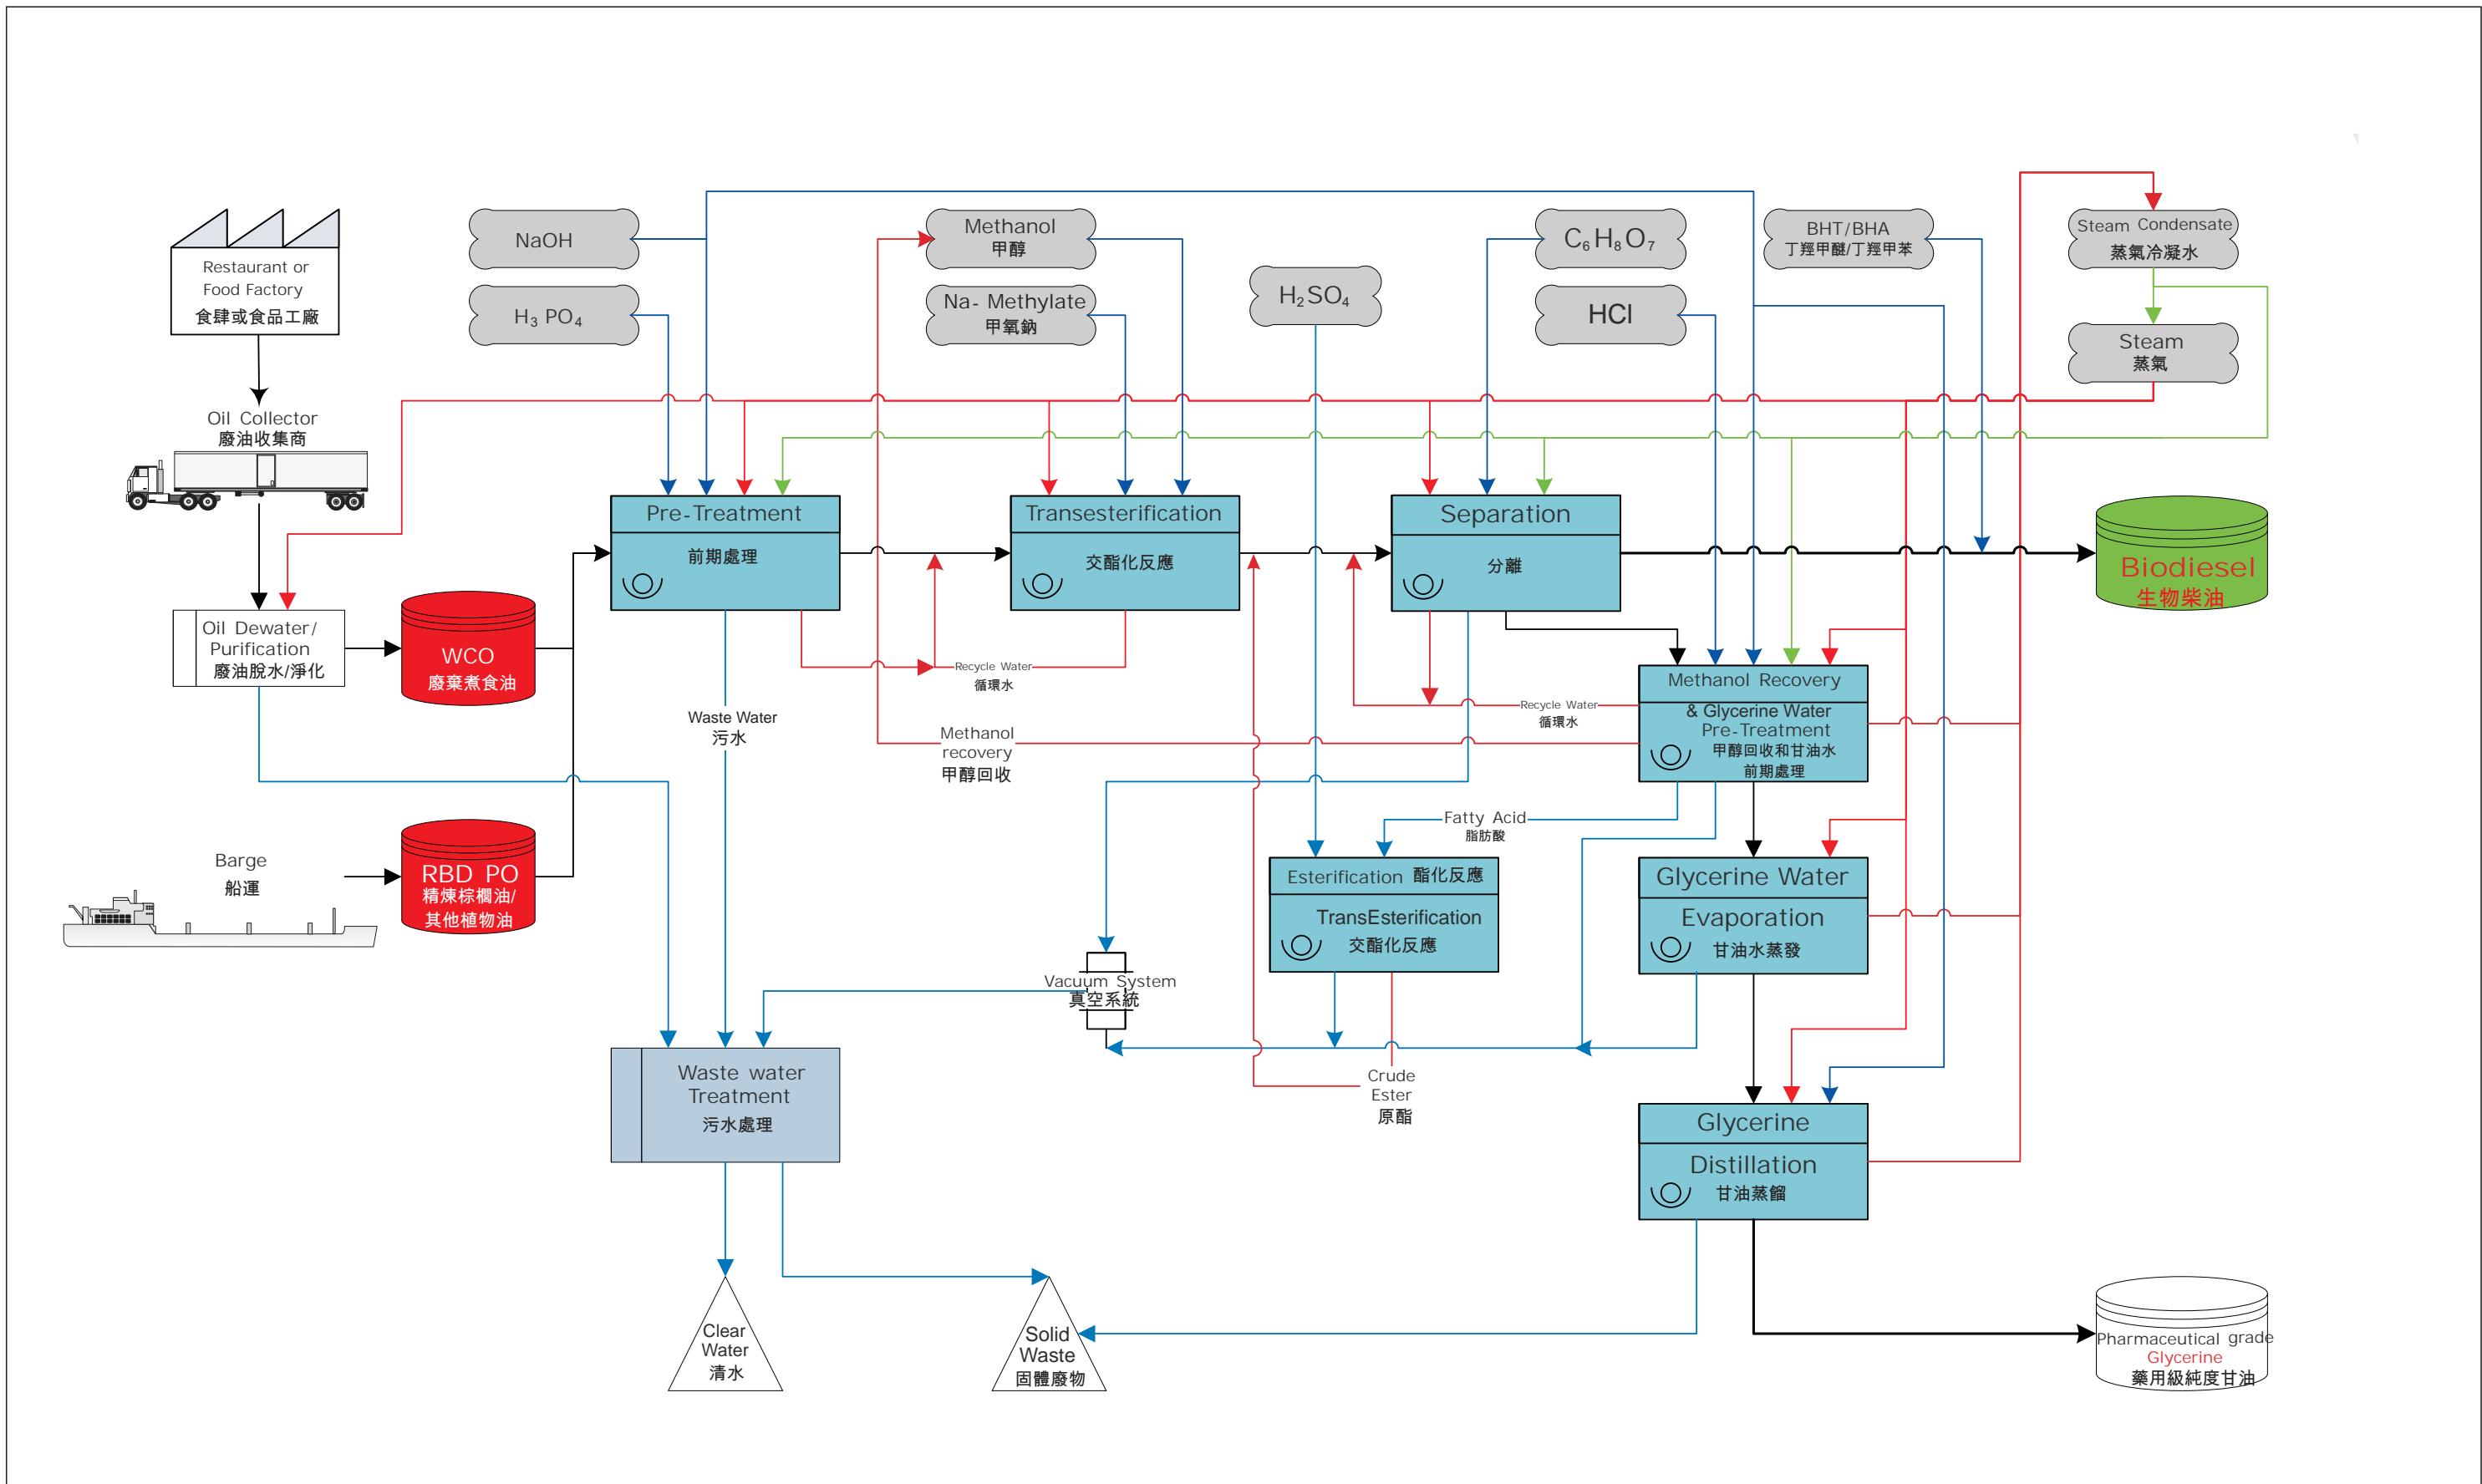 Restaurant or
Food Factory
食肆或食品工廠
NaOH
H₃ PO₄
Methanol
甲醇
Na- Methylate
甲氧鈉
H₂SO₄
C₆H₈O₇
HCl
BHT/BHA
丁羥甲醚/丁羥甲苯
Steam Condensate
蒸氣冷凝水
Steam
蒸氣
Oil Collector
廢油收集商
Pre-Treatment
前期處理
Transesterification
交酯化反應
Separation
分離
Biodiesel
生物柴油
Oil Dewater/
Purification
廢油脫水/淨化
WCO
廢棄煮食油
Recycle Water
循環水
Recycle Water
循環水
Methanol Recovery
& Glycerine Water
Pre-Treatment
甲醇回收和甘油水
前期處理
Waste Water
污水
Methanol
recovery
甲醇回收
Fatty Acid
脂肪酸
Barge
船運
RBD PO
精煉棕櫚油/
其他植物油
Esterification 酯化反應
TransEsterification
交酯化反應
Glycerine Water
Evaporation
甘油水蒸發
Vacuum System
真空系統
Waste water
Treatment
污水處理
Crude
Ester
原酯
Glycerine
Distillation
甘油蒸餾
Clear
Water
清水
Solid
Waste
固體廢物
Pharmaceutical grade
Glycerine
藥用級純度甘油